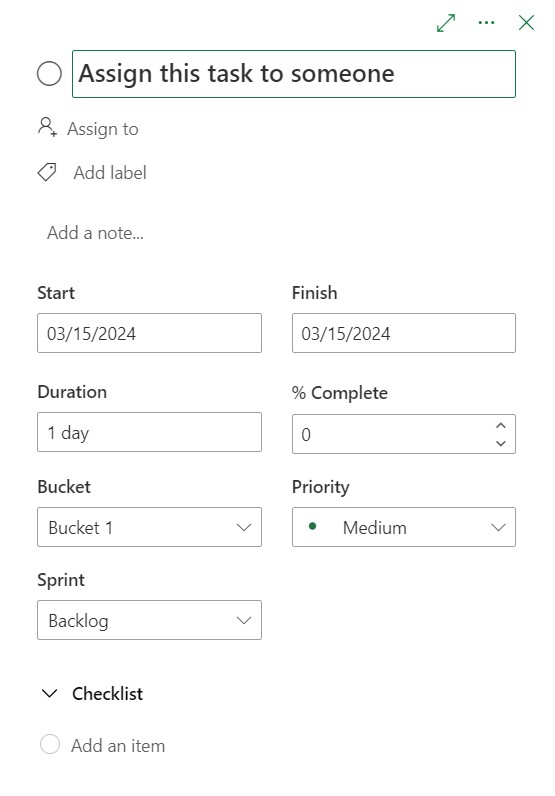 Assign this task to someone
Assign to
Add label
Add a note...
Start
Finish
03/15/2024
03/15/2024
Duration
% Complete
1 day
0
Bucket
Priority
Bucket 1
Medium
Sprint
Backlog
Checklist
Add an item